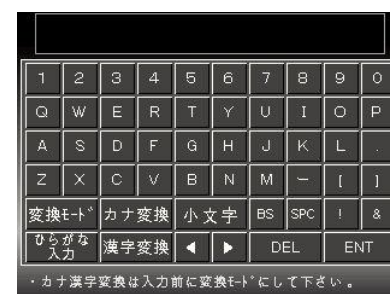 1 2 3 4 5 6 7 8 9 0
Q W E R T Y U I O P
A S D F G H J K L .
Z X C V B N M － [ ]
変換ﾓｰﾄﾞ カナ変換 小文字 BS SPC ! &
ひらがな入力 漢字変換 ◀ ▶ DEL ENT
・カナ漢字変換は入力前に変換ﾓｰﾄﾞにして下さい。